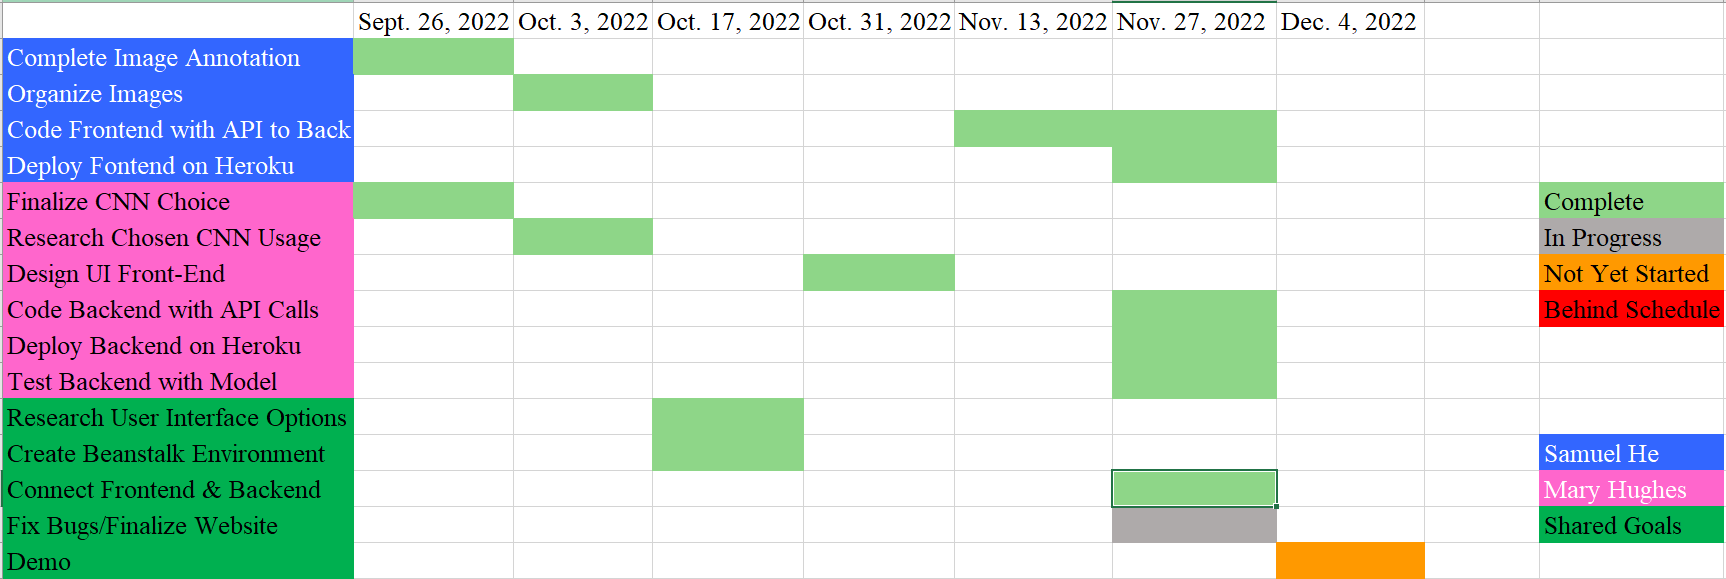 Sept. 26, 2022 Oct. 3, 2022 Oct. 17, 2022 Oct. 31, 2022 Nov. 13, 2022 Nov. 27, 2022 Dec. 4, 2022
Complete Image Annotation
Organize Images
Code Frontend with API to Back
Deploy Fontend on Heroku
Finalize CNN Choice
Research Chosen CNN Usage
Design UI Front-End
Code Backend with API Calls
Deploy Backend on Heroku
Test Backend with Model
Research User Interface Options
Create Beanstalk Environment
Connect Frontend & Backend
Fix Bugs/Finalize Website
Demo
Complete
In Progress
Not Yet Started
Behind Schedule
Samuel He
Mary Hughes
Shared Goals